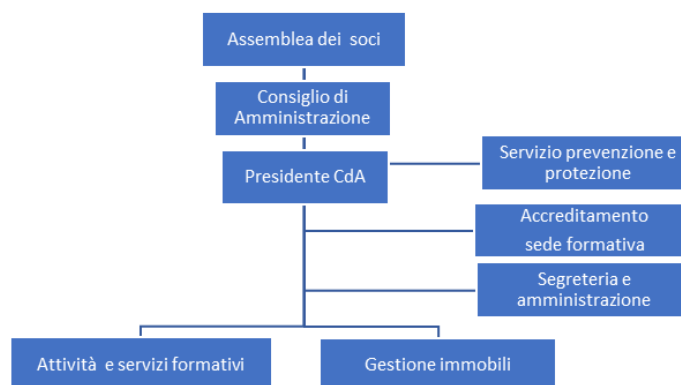 Assemblea dei soci
Consiglio di
Amministrazione
Presidente CdA
Servizio prevenzione e
protezione
Accreditamento
sede formativa
Segreteria e
amministrazione
Attività e servizi formativi
Gestione immobili